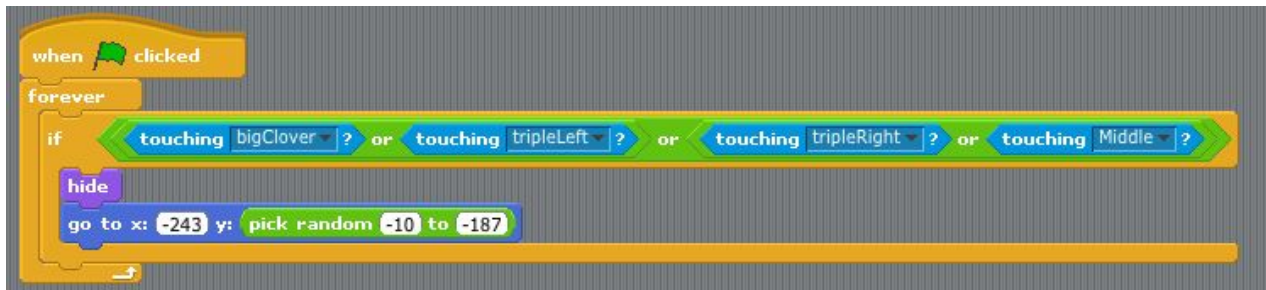 when clicked
forever
if touching bigClover ? or touching tripleLeft ? or touching tripleRight ? or touching Middle ?
hide
go to x: -243 y: pick random -10 to -187